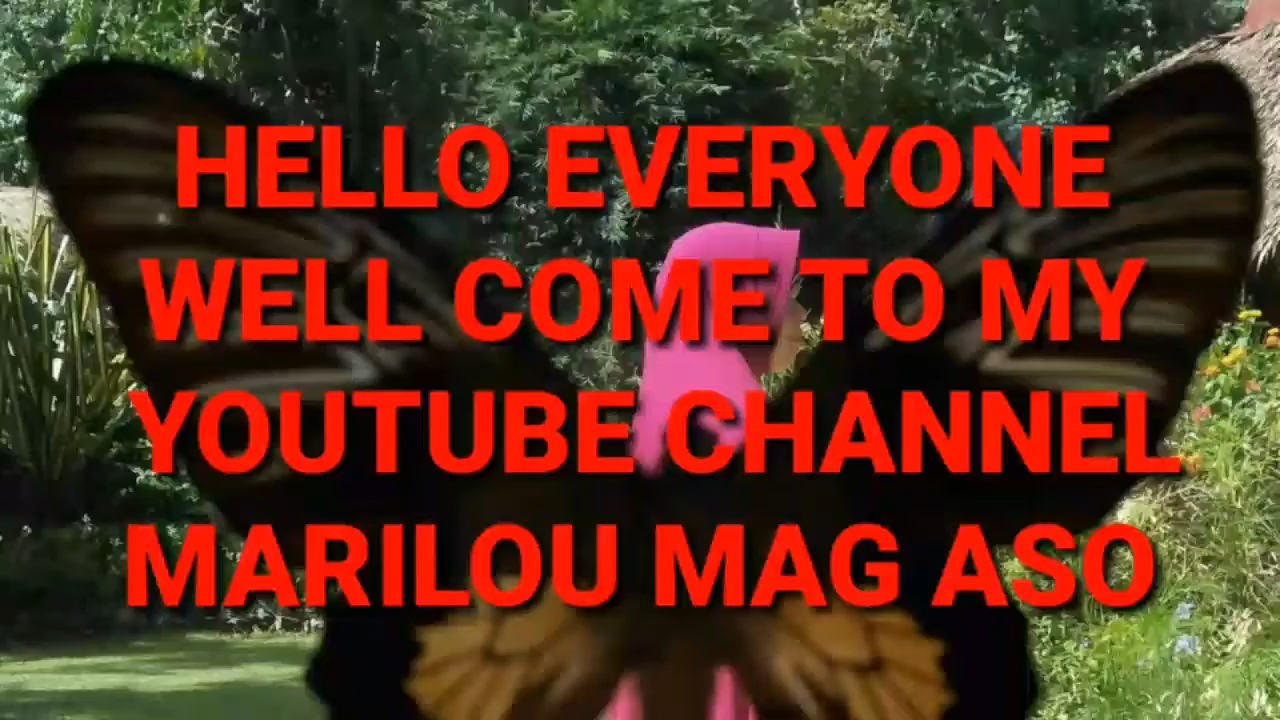 HELLO EVERYONE
WELL COME TO MY
YOUTUBE CHANNEL
MARILOU MAG ASO